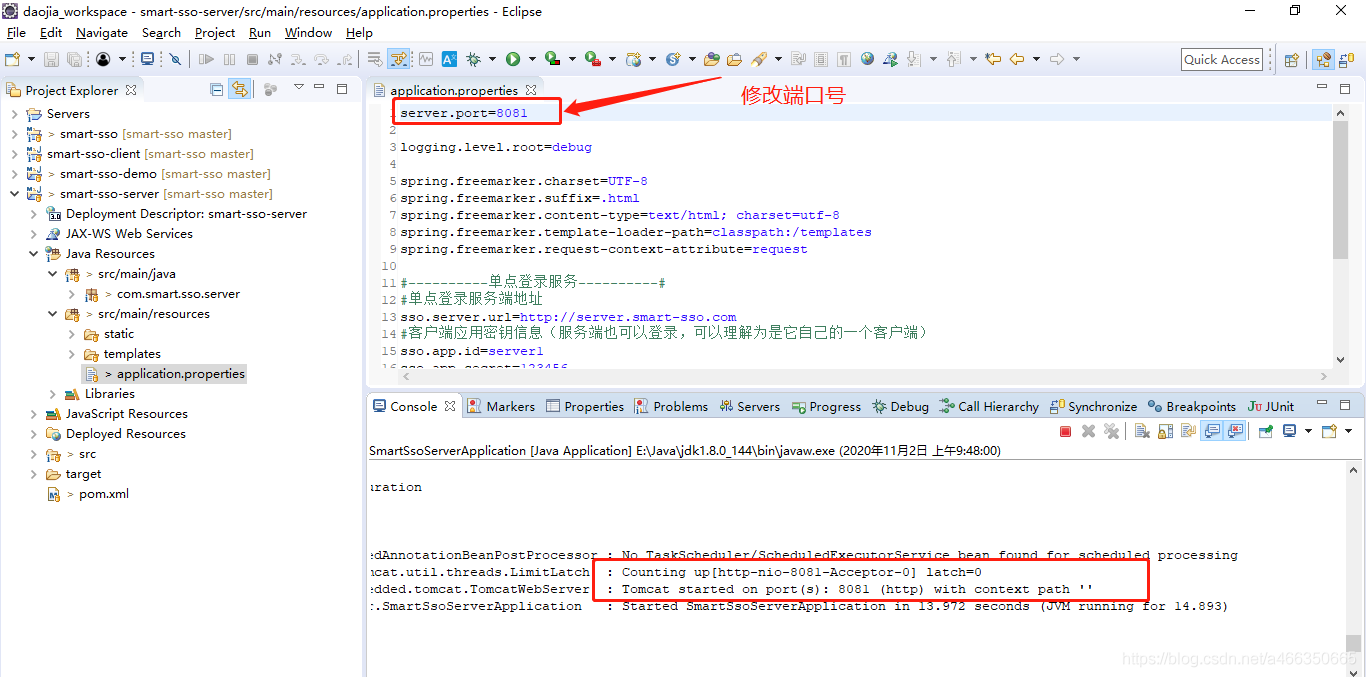 daojia_workspace - smart-sso-server/src/main/resources/application.properties - Eclipse
File Edit Navigate Search Project Run Window Help
Quick Access
Project Explorer
Servers
> smart-sso [smart-sso master]
smart-sso-client [smart-sso master]
> smart-sso-demo [smart-sso master]
> smart-sso-server [smart-sso master]
Deployment Descriptor: smart-sso-server
JAX-WS Web Services
Java Resources
> src/main/java
> com.smart.sso.server
> src/main/resources
static
templates
> application.properties
Libraries
JavaScript Resources
Deployed Resources
> src
target
> pom.xml
application.properties
修改端口号
server.port=8081
2
3 logging.level.root=debug
4
5 spring.freemarker.charset=UTF-8
6 spring.freemarker.suffix=.html
7 spring.freemarker.content-type=text/html; charset=utf-8
8 spring.freemarker.template-loader-path=classpath:/templates
9 spring.freemarker.request-context-attribute=request
10
11 #----------单点登录服务----------#
12 #单点登录服务端地址
13 sso.server.url=http://server.smart-sso.com
14 #客户端应用密钥信息（服务端也可以登录，可以理解为是它自己的一个客户端）
15 sso.app.id=server1
16 sso.app.secret=123456
Console Markers Properties Problems Servers Progress Debug Call Hierarchy Synchronize Breakpoints JUnit
SmartSsoServerApplication [Java Application] E:\Java\jdk1.8.0_144\bin\javaw.exe (2020年11月2日 上午9:48:00)
uration
edAnnotationBeanPostProcessor : No TaskScheduler/ScheduledExecutorService bean found for scheduled processing
mcat.util.threads.LimitLatch : Counting up[http-nio-8081-Acceptor-0] latch=0
edded.tomcat.TomcatWebServer : Tomcat started on port(s): 8081 (http) with context path ''
r.SmartSsoServerApplication : Started SmartSsoServerApplication in 13.972 seconds (JVM running for 14.893)
https://blog.csdn.net/a466350665